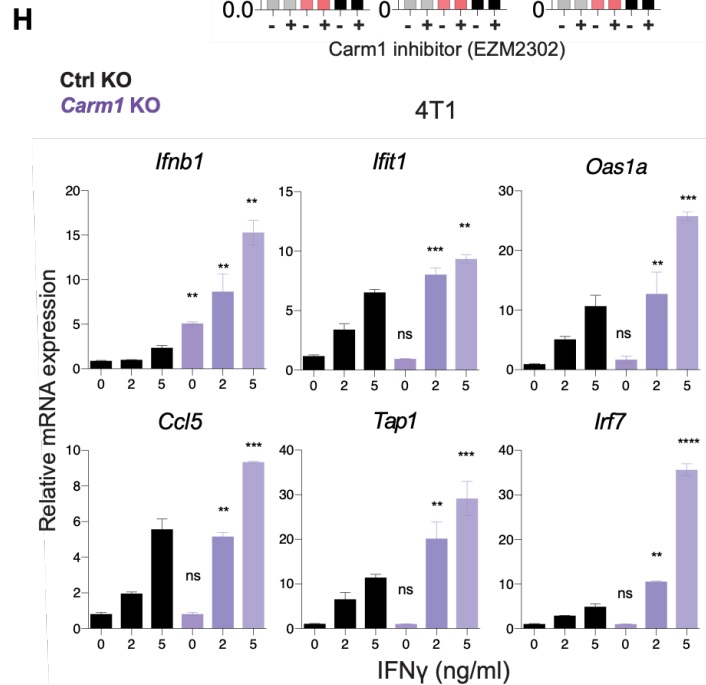 H
0.0 0 0
- + - + - + - + - + - + - + - + - +
Carm1 inhibitor (EZM2302)
Ctrl KO
Carm1 KO
4T1
Relative mRNA expression
Ifnb1
20
15
10
5
0
** ** **
0 2 5 0 2 5
Ifit1
15
10
5
0
ns *** **
0 2 5 0 2 5
Oas1a
30
20
10
0
ns ** ***
0 2 5 0 2 5
Ccl5
10
8
6
4
2
0
ns ** ***
0 2 5 0 2 5
Tap1
40
30
20
10
0
ns ** ***
0 2 5 0 2 5
Irf7
40
30
20
10
0
ns ** ****
0 2 5 0 2 5
IFNγ (ng/ml)